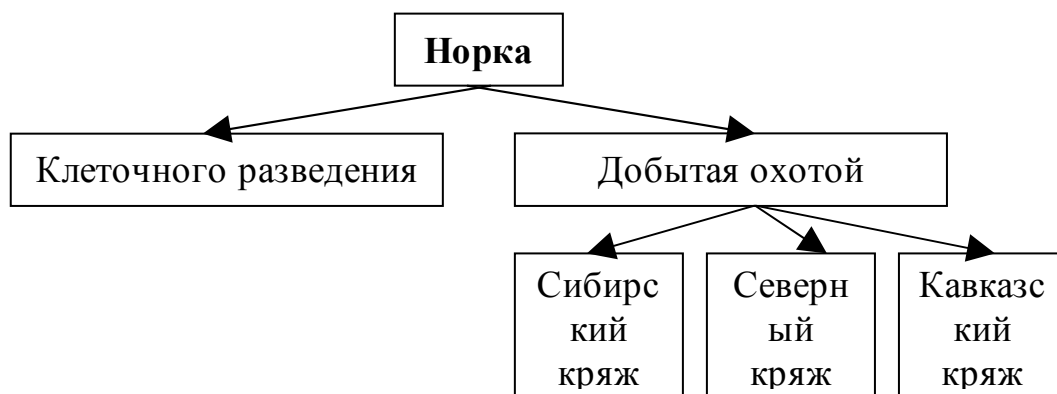 Норка
Клеточного разведения
Добытая охотой
Сибирс
кий
кряж
Северн
ый
кряж
Кавказс
кий
кряж